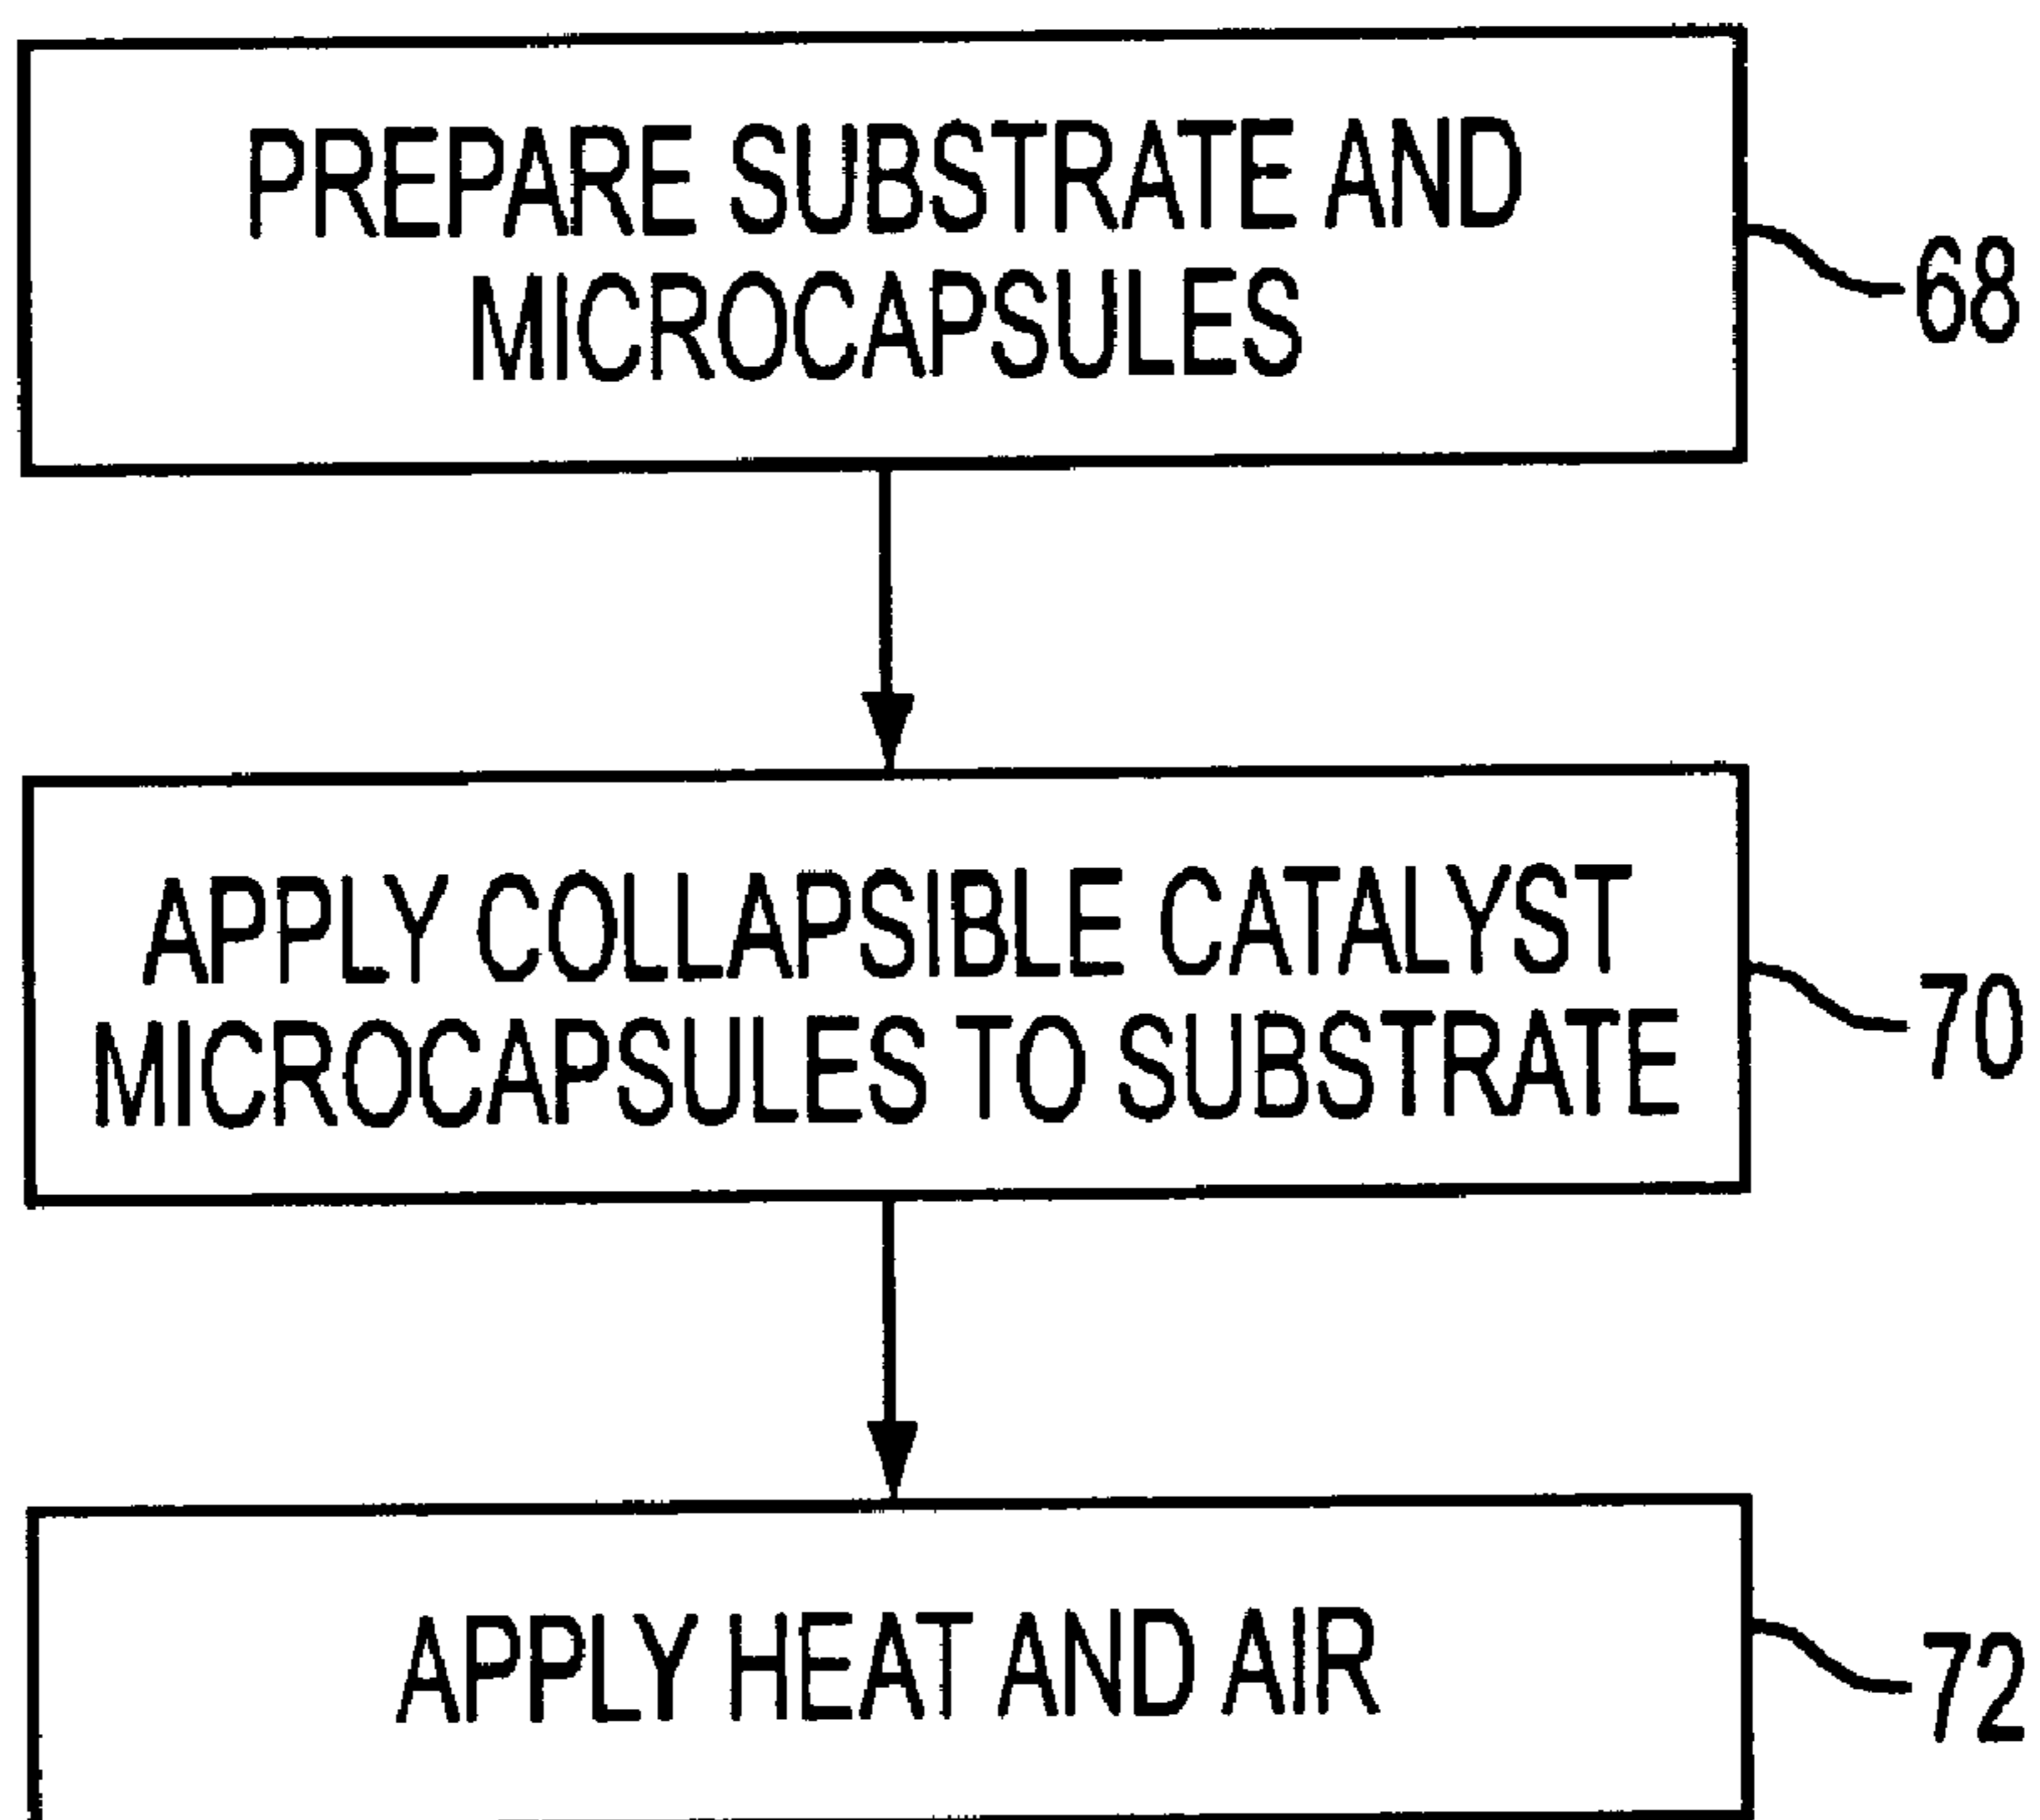 PREPARE SUBSTRATE AND
MICROCAPSULES
68
APPLY COLLAPSIBLE CATALYST
MICROCAPSULES TO SUBSTRATE
70
APPLY HEAT AND AIR
72